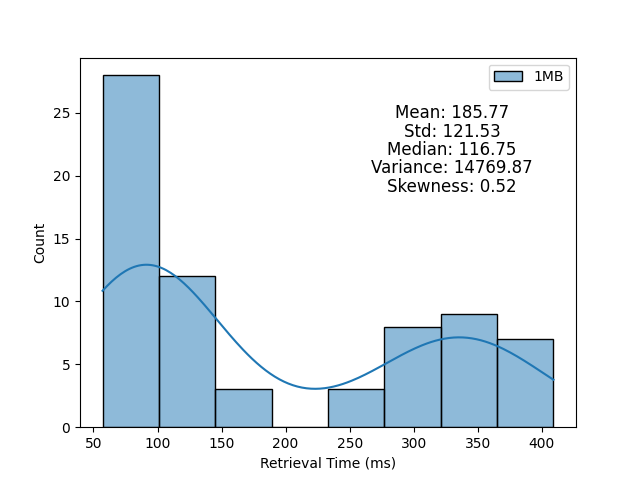 1MB
Mean: 185.77
Std: 121.53
Median: 116.75
Variance: 14769.87
Skewness: 0.52
Count
25
20
15
10
5
0
50 100 150 200 250 300 350 400
Retrieval Time (ms)